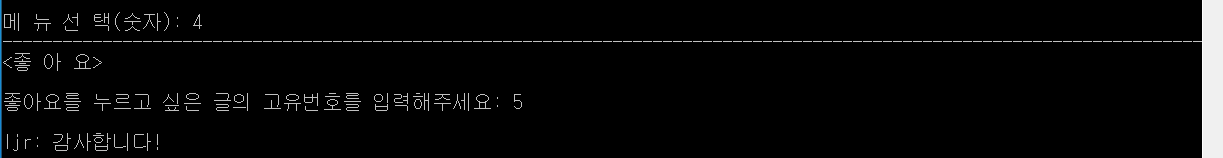 메 뉴 선 택(숫자): 4
<좋 아 요>
좋아요를 누르고 싶은 글의 고유번호를 입력해주세요: 5
ljr: 감사합니다!